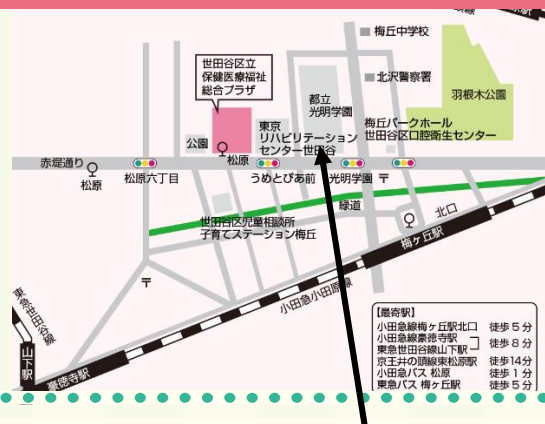 梅丘中学校
世田谷区立
保健医療福祉
総合プラザ
北沢警察署
都立
光明学園
羽根木公園
公園
松原
東京
リハビリテーション
センター世田谷
梅丘パークホール
世田谷区口腔衛生センター
赤堤通り
松原
松原六丁目
うめとぴあ前
光明学園
〒
世田谷区児童相談所
子育てステーション梅丘
緑道
北口
梅ヶ丘駅
〒
小田急小田原線
東急世田谷線
山下駅
豪徳寺駅
【最寄駅】
小田急線梅ヶ丘駅北口 徒歩5分
小田急線豪徳寺駅
東急世田谷線山下駅 徒歩8分
京王井の頭線東松原駅 徒歩14分
小田急バス 松原 徒歩1分
東急バス 梅ヶ丘駅 徒歩5分